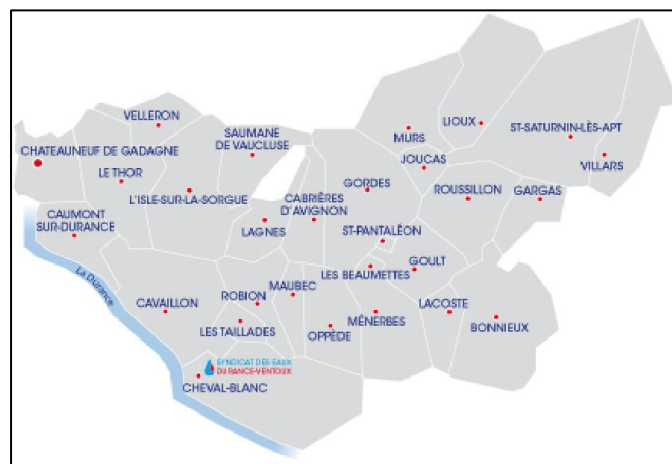 VELLERON
SAUMANE
DE VAUCLUSE
CHATEAUNEUF DE GADAGNE
LE THOR
L'ISLE-SUR-LA-SORGUE
CAUMONT
SUR-DURANCE
LAGNES
CABRIÈRES
D'AVIGNON
GORDES
MURS
LIOUX
JOUCAS
ST-SATURNIN-LÈS-APT
VILLARS
ROUSSILLON
GARGAS
ST-PANTALÉON
GOULT
LES BEAUMETTES
La Durance
CAVAILLON
ROBION
MAUBEC
LES TAILLADES
OPPÈDE
MÉNERBES
LACOSTE
BONNIEUX
SYNDICAT DES EAUX
DURANCE-VENTOUX
CHEVAL-BLANC